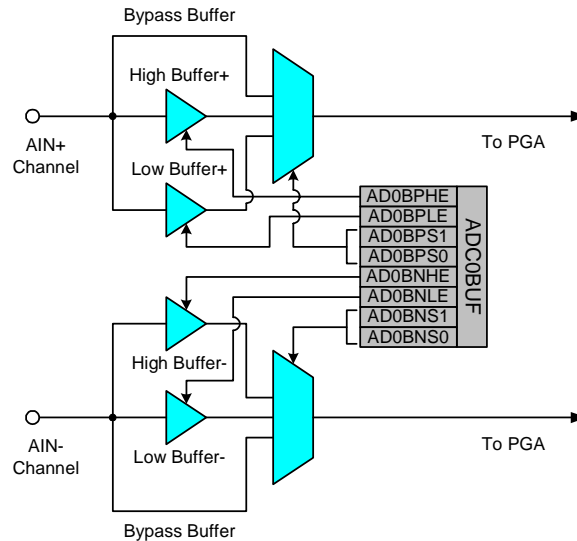 Bypass Buffer
High Buffer+
AIN+
Channel
To PGA
Low Buffer+
AD0BPHE
AD0BPLE
AD0BPS1
AD0BPS0
AD0BNHE
AD0BNLE
AD0BNS1
AD0BNS0
ADC0BUF
High Buffer-
AIN-
Channel
Low Buffer-
To PGA
Bypass Buffer